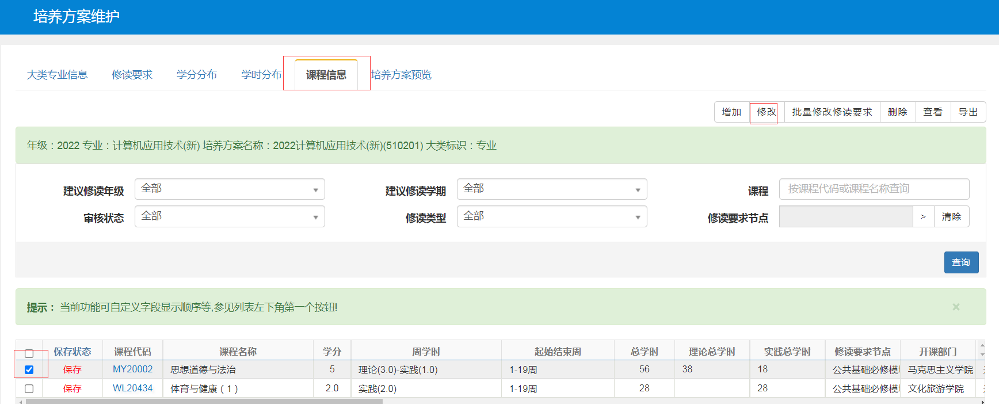 培养方案维护
大类专业信息 修读要求 学分分布 学时分布 课程信息 培养方案预览
增加 修改 批量修改修读要求 删除 查看 导出
年级：2022 专业：计算机应用技术(新) 培养方案名称：2022计算机应用技术(新)(510201) 大类标识：专业
建议修读年级 全部 建议修读学期 全部 课程 按课程代码或课程名称查询
审核状态 全部 修读类型 全部 修读要求节点 > 清除
查询
提示： 当前功能可自定义字段显示顺序等,参见列表左下角第一个按钮! ×
保存状态 课程代码 课程名称 学分 周学时 起始结束周 总学时 理论总学时 实践总学时 修读要求节点 开课部门
保存 MY20002 思想道德与法治 5 理论(3.0)-实践(1.0) 1-19周 56 38 18 公共基础必修模 马克思主义学院
保存 WL20434 体育与健康（1） 2.0 实践(2.0) 1-19周 28 28 公共基础必修模 文化旅游学院